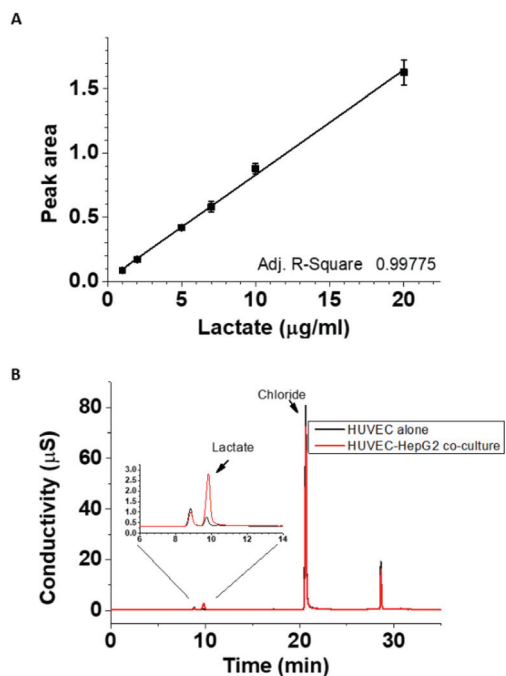 A
1.5
1.0
0.5
0.0
Peak area
Adj. R-Square 0.99775
0 5 10 15 20
Lactate (μg/ml)
B
80
60
40
20
0
Conductivity (μS)
Chloride
HUVEC alone
HUVEC-HepG2 co-culture
Lactate
3.0
2.5
2.0
1.5
1.0
0.5
0.0
6 8 10 12 14
0 10 20 30
Time (min)